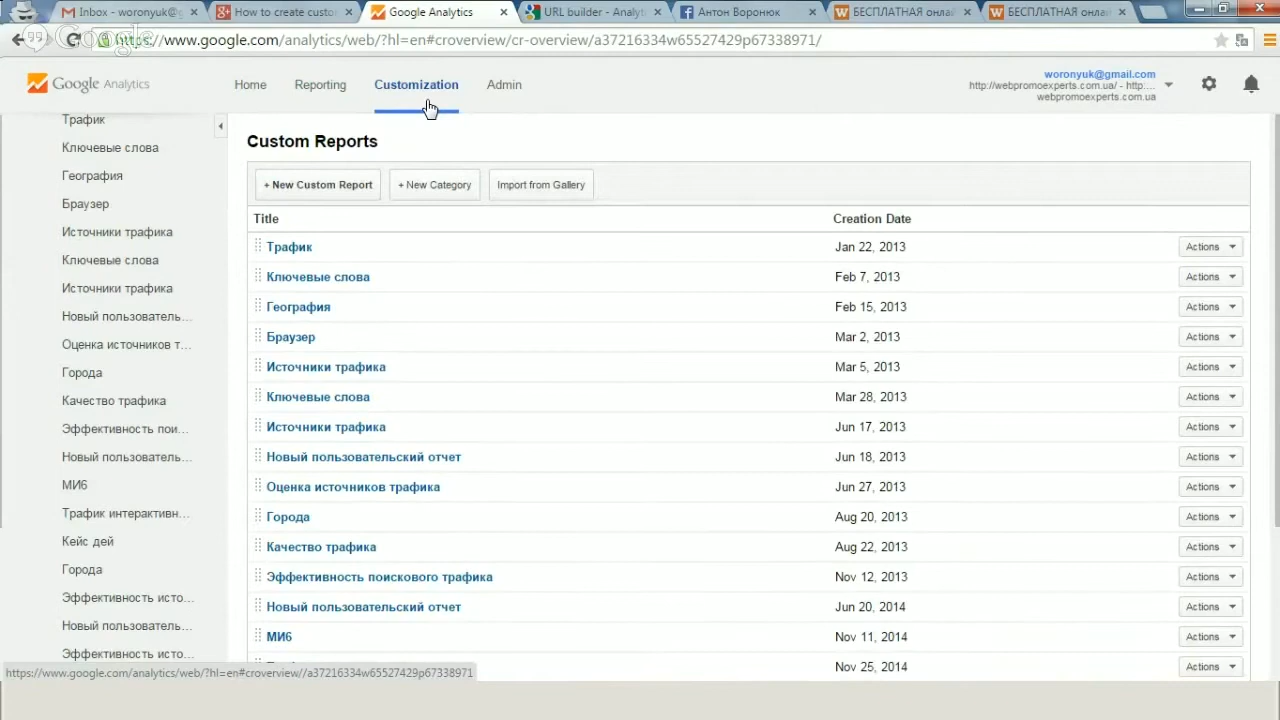 Inbox - woronyuk@g
How to create custo
Google Analytics
URL builder - Analyti
Антон Воронюк
БЕСПЛАТНАЯ онла
БЕСПЛАТНАЯ онла
Google
https://www.google.com/analytics/web/?hl=en#croverview/cr-overview/a37216334w65527429p67338971/
Google Analytics
Home
Reporting
Customization
Admin
woronyuk@gmail.com
http://webpromoexperts.com.ua/ - http:...
webpromoexperts.com.ua
Трафик
Ключевые слова
География
Браузер
Источники трафика
Ключевые слова
Источники трафика
Новый пользователь...
Оценка источников т...
Города
Качество трафика
Эффективность пои...
Новый пользователь...
МИ6
Трафик интерактивн...
Кейс дей
Города
Эффективность исто...
Новый пользователь...
Эффективность исто...
Custom Reports
+ New Custom Report
+ New Category
Import from Gallery
Title Creation Date
Трафик Jan 22, 2013 Actions
Ключевые слова Feb 7, 2013 Actions
География Feb 15, 2013 Actions
Браузер Mar 2, 2013 Actions
Источники трафика Mar 5, 2013 Actions
Ключевые слова Mar 28, 2013 Actions
Источники трафика Jun 17, 2013 Actions
Новый пользовательский отчет Jun 18, 2013 Actions
Оценка источников трафика Jun 27, 2013 Actions
Города Aug 20, 2013 Actions
Качество трафика Aug 22, 2013 Actions
Эффективность поискового трафика Nov 12, 2013 Actions
Новый пользовательский отчет Jun 20, 2014 Actions
МИ6 Nov 11, 2014 Actions
Nov 25, 2014 Actions
https://www.google.com/analytics/web/?hl=en#croverview//a37216334w65527429p67338971